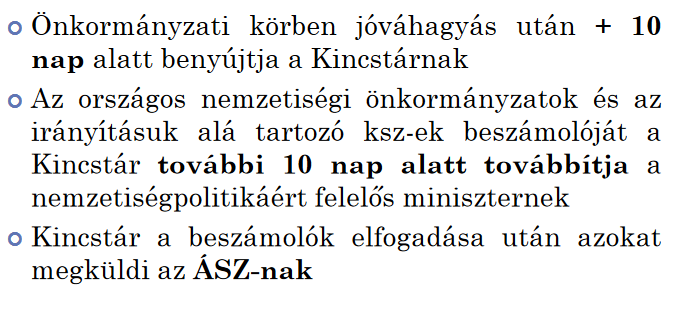 Önkormányzati körben jóváhagyás után + 10
nap alatt benyújtja a Kincstárnak
Az országos nemzetiségi önkormányzatok és az
irányításuk alá tartozó ksz-ek beszámolóját a
Kincstár további 10 nap alatt továbbítja a
nemzetiségpolitikáért felelős miniszternek
Kincstár a beszámolók elfogadása után azokat
megküldi az ÁSZ-nak